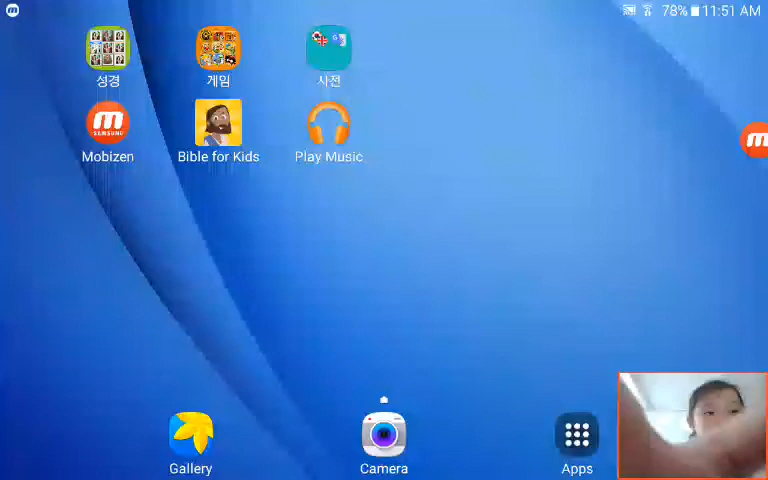 78% 11:51 AM
성경 게임 사전
SAMSUNG
Mobizen Bible for Kids Play Music
Gallery Camera Apps